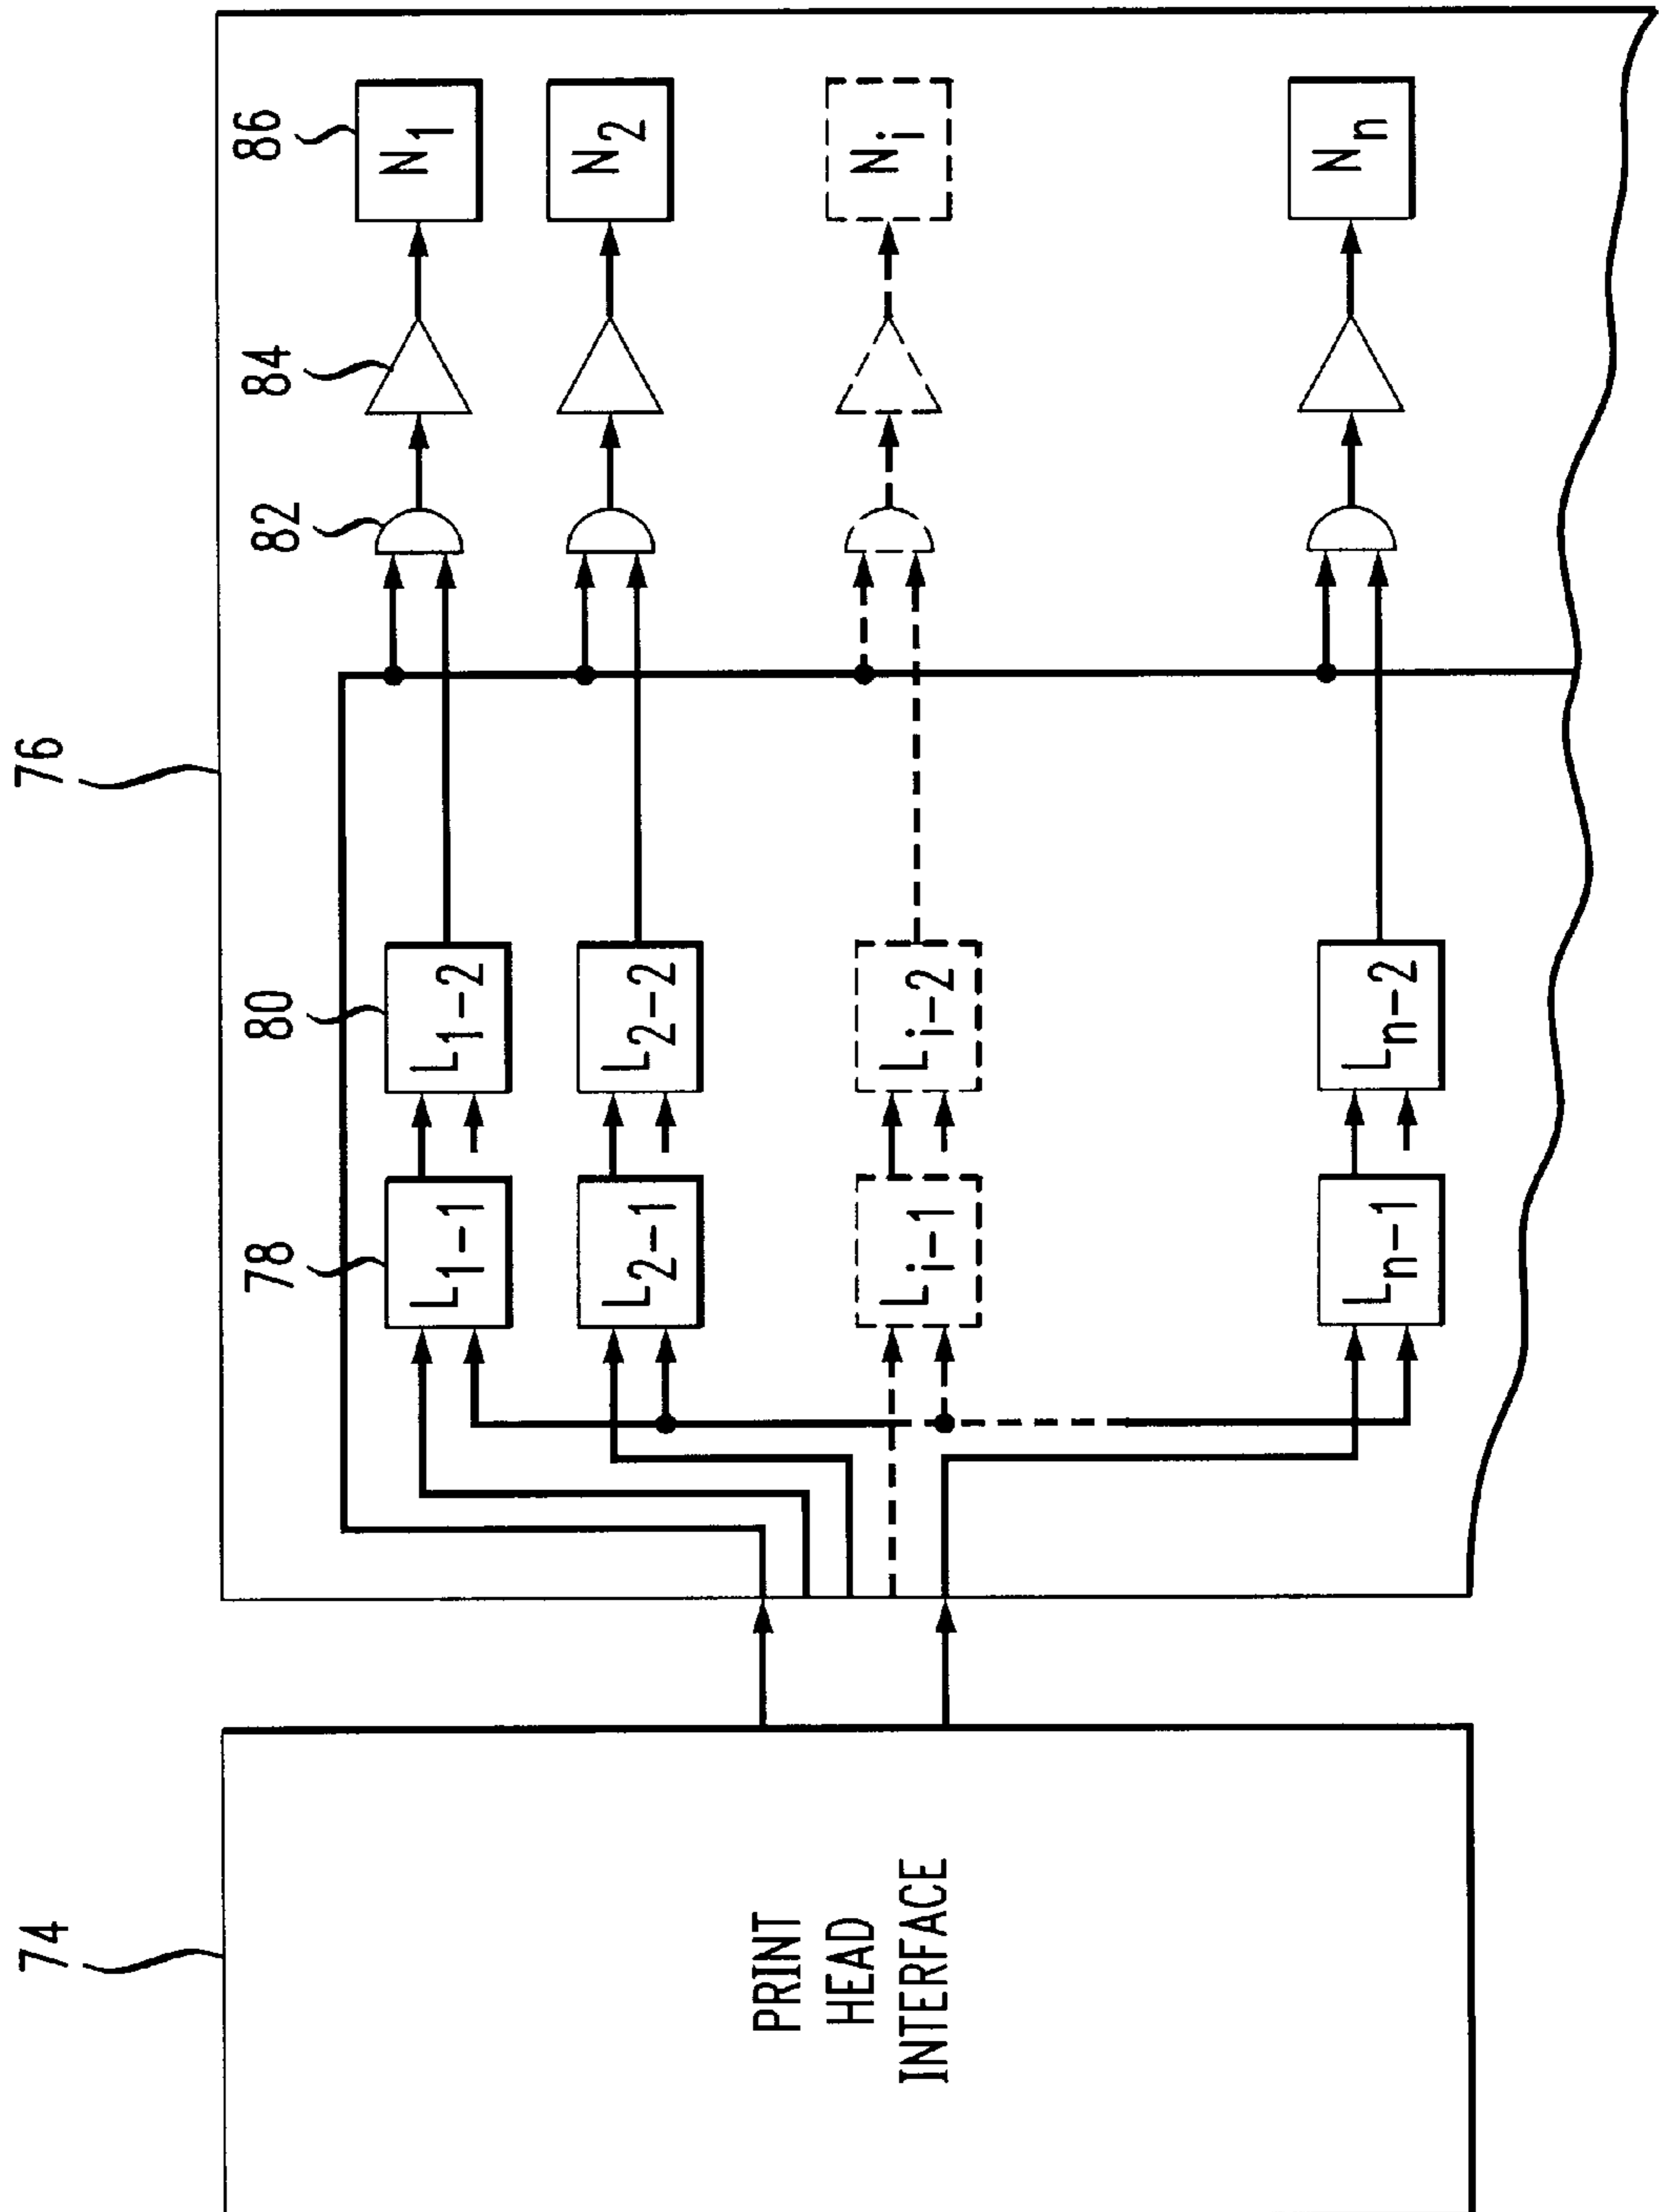 74
PRINT
HEAD
INTERFACE
76
78
80
82
84
86
L1-1
L1-2
N1
L2-1
L2-2
N2
Li-1
Li-2
Ni
Ln-1
Ln-2
Nn